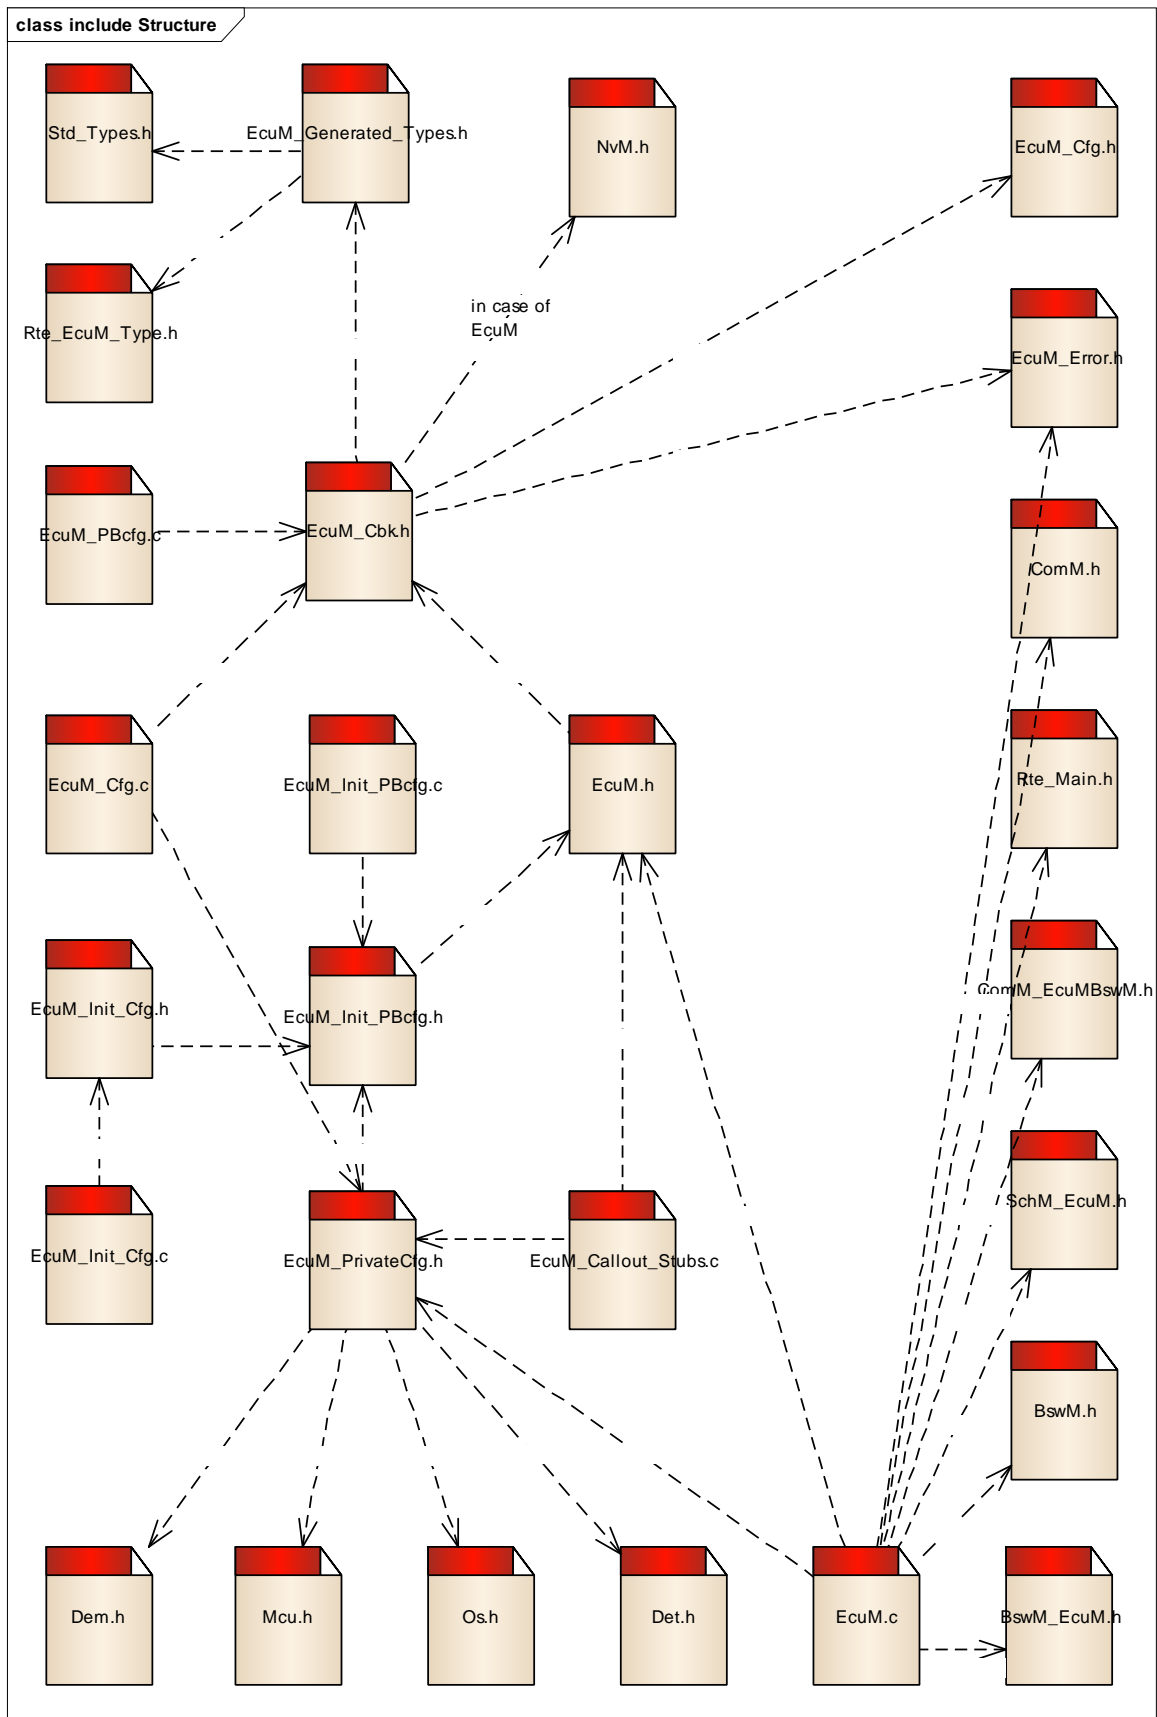 class include Structure
Std_Types.h
EcuM_Generated_Types.h
NvM.h
EcuM_Cfg.h
in case of
EcuM
Rte_EcuM_Type.h
EcuM_Error.h
EcuM_PBcfg.c
EcuM_Cbk.h
ComM.h
EcuM_Cfg.c
EcuM_Init_PBcfg.c
EcuM.h
Rte_Main.h
EcuM_Init_Cfg.h
EcuM_Init_PBcfg.h
ComM_EcuMBswM.h
EcuM_Init_Cfg.c
EcuM_PrivateCfg.h
EcuM_Callout_Stubs.c
SchM_EcuM.h
BswM.h
Dem.h
Mcu.h
Os.h
Det.h
EcuM.c
BswM_EcuM.h